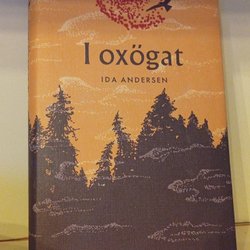 I oxögat
IDA ANDERSEN